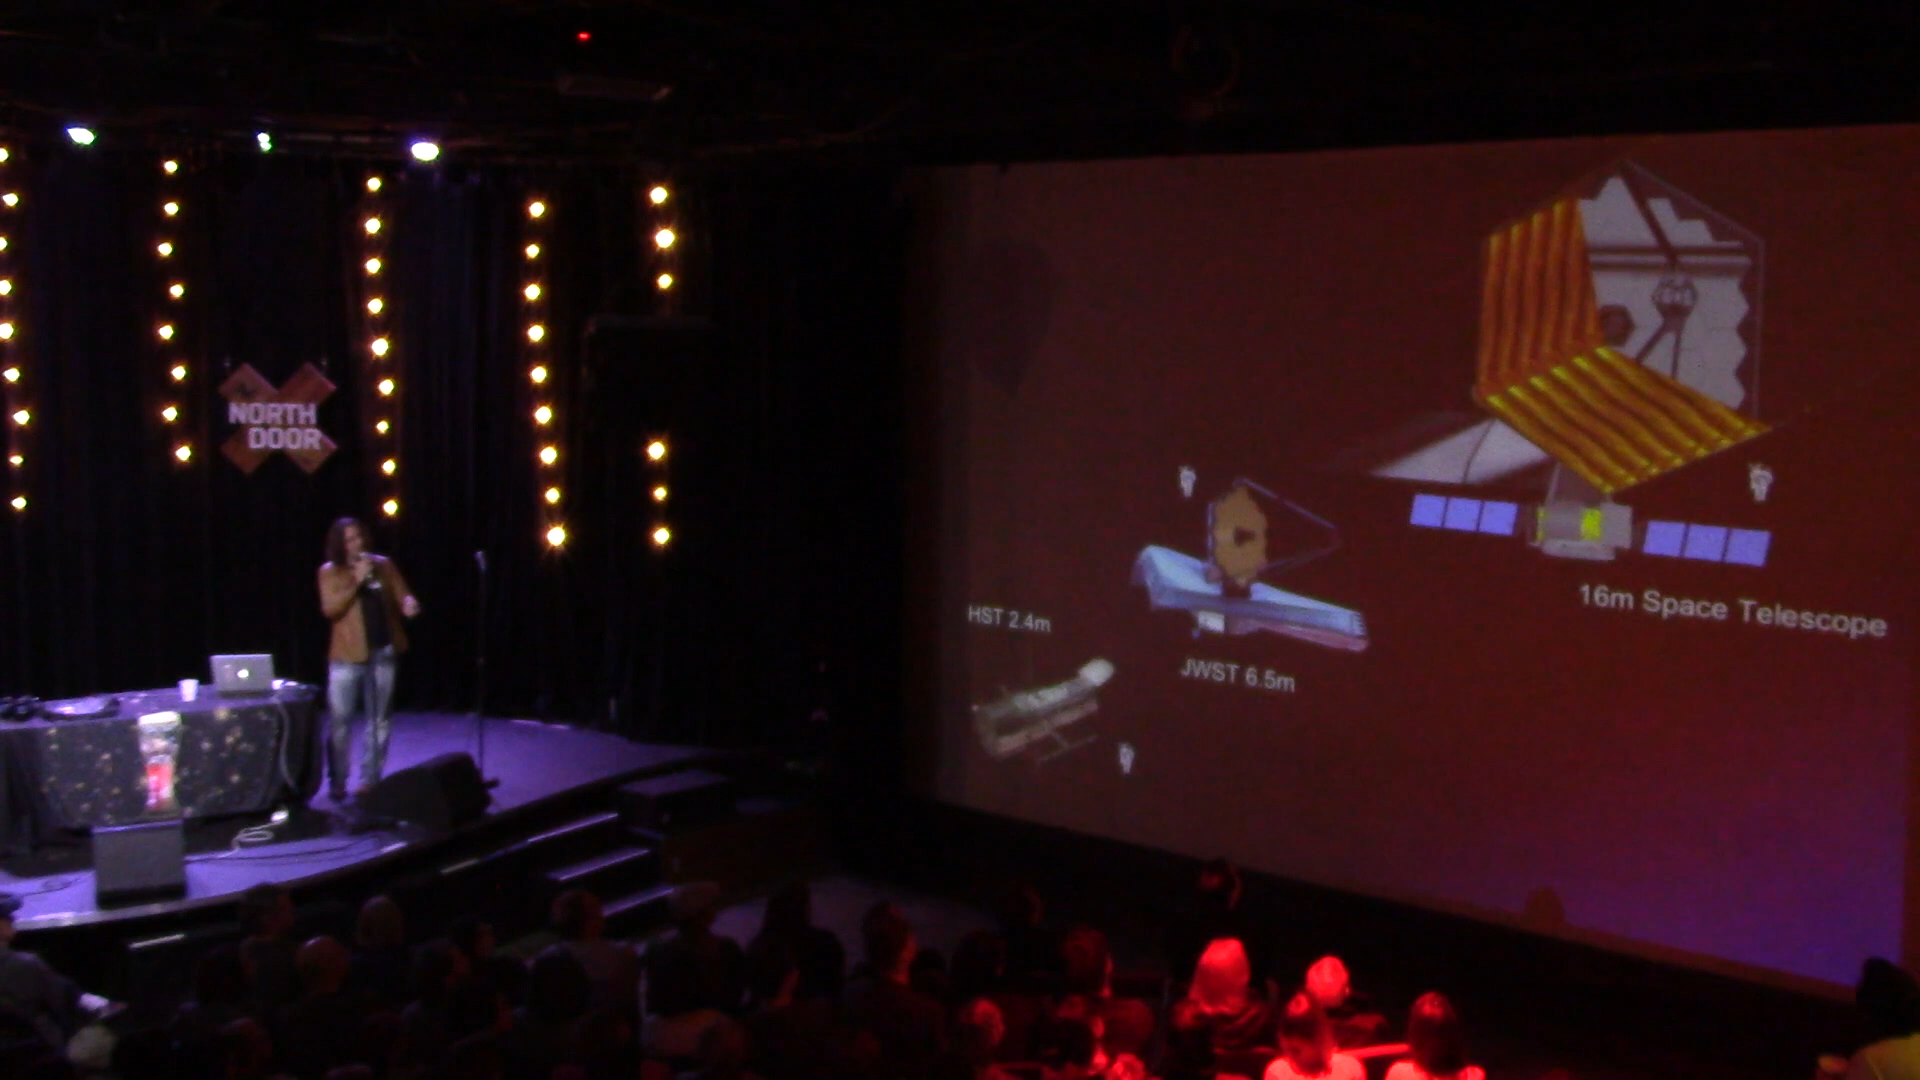 NORTH
DOOR
HST 2.4m
JWST 6.5m
16m Space Telescope